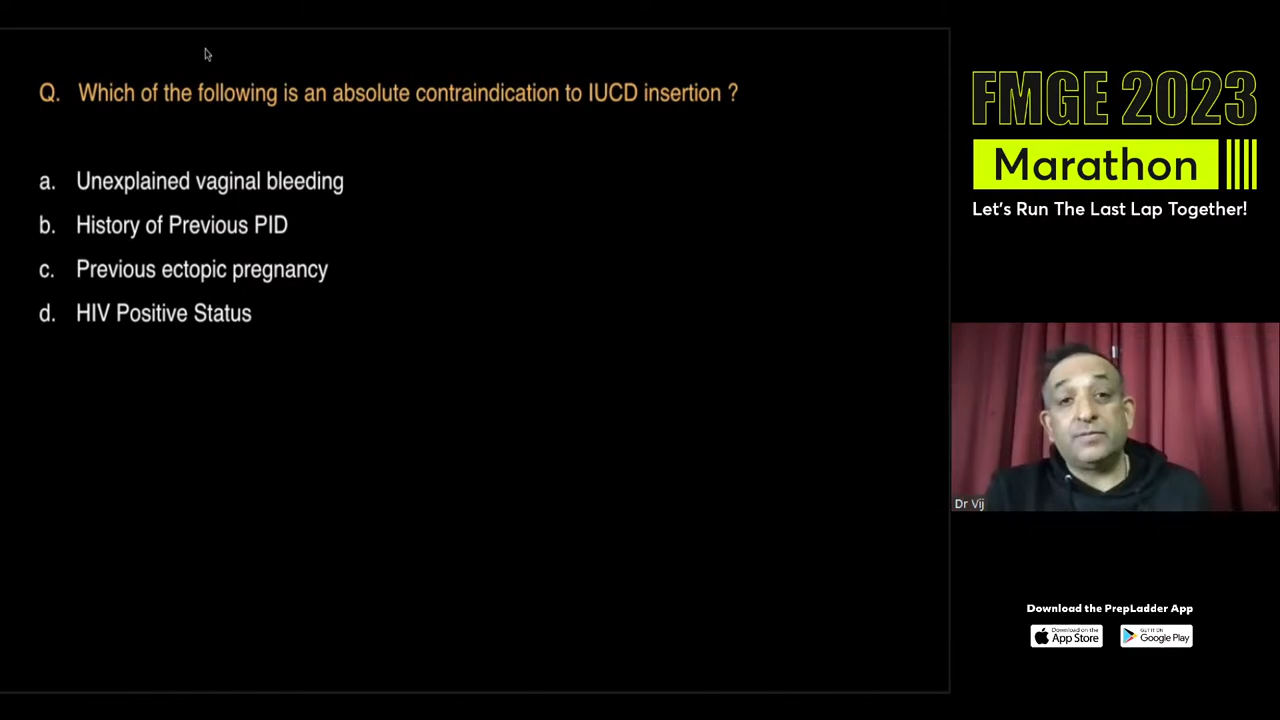 Q. Which of the following is an absolute contraindication to IUCD insertion ?
a. Unexplained vaginal bleeding
b. History of Previous PID
c. Previous ectopic pregnancy
d. HIV Positive Status
FMGE 2023
Marathon
Let's Run The Last Lap Together!
Dr Vij
Download the PrepLadder App
Download on the
App Store
GET IT ON
Google Play